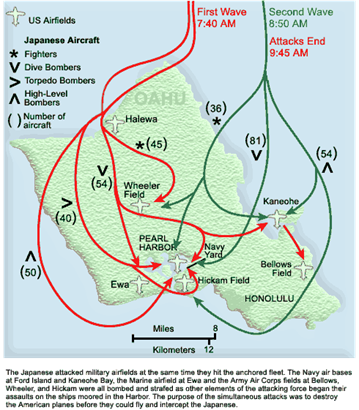 US Airfields
First Wave
7:40 AM
Second Wave
8:50 AM
Attacks End
9:45 AM
Japanese Aircraft
* Fighters
V Dive Bombers
> Torpedo Bombers
Λ High-Level
Bombers
( ) Number of
aircraft
OAHU
Halewa
* (45)
(36)
*
(81)
V
(54)
Λ
V
(54)
Wheeler
Field
>
(40)
Kaneohe
PEARL
HARBOR
Navy
Yard
Λ
(50)
Ewa
Hickam Field
Bellows
Field
HONOLULU
Miles 8
Kilometers 12
The Japanese attacked military airfields at the same time they hit the anchored fleet. The Navy air bases
at Ford Island and Kaneohe Bay, the Marine airfield at Ewa and the Army Air Corps fields at Bellows,
Wheeler, and Hickam were all bombed and strafed as other elements of the attacking force began their
assaults on the ships moored in the Harbor. The purpose of the simultaneous attacks was to destroy
the American planes before they could fly and intercept the Japanese.